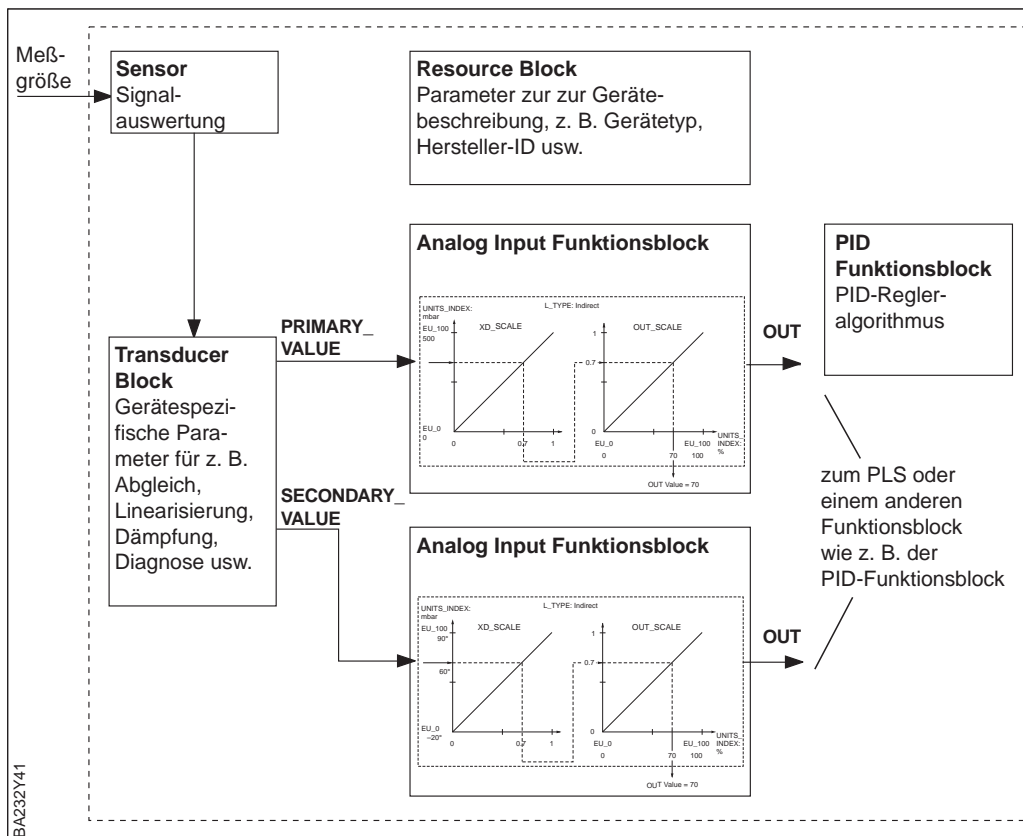 Meß-
größe
Sensor
Signal-
auswertung
Resource Block
Parameter zur zur Geräte-
beschreibung, z. B. Gerätetyp,
Hersteller-ID usw.
Transducer
Block
Gerätespezi-
fische Para-
meter für z. B.
Abgleich,
Linearisierung,
Dämpfung,
Diagnose usw.
PRIMARY_
VALUE
SECONDARY_
VALUE
Analog Input Funktionsblock
L_TYPE: Indirect
UNITS_INDEX:
mbar
EU_100
500
XD_SCALE
EU_0
0
0
0.7
1
OUT_SCALE
1
0.7
0
EU_0
0
70
EU_100
100
UNITS_
INDEX:
%
OUT Value = 70
OUT
Analog Input Funktionsblock
L_TYPE: Indirect
UNITS_INDEX:
mbar
EU_100
90°
60°
XD_SCALE
EU_0
–20°
0
0.7
1
OUT_SCALE
1
0.7
0
EU_0
0
70
EU_100
100
UNITS_
INDEX:
%
OUT Value = 70
OUT
PID
Funktionsblock
PID-Regler-
algorithmus
zum PLS oder
einem anderen
Funktionsblock
wie z. B. der
PID-Funktionsblock
BA232Y41